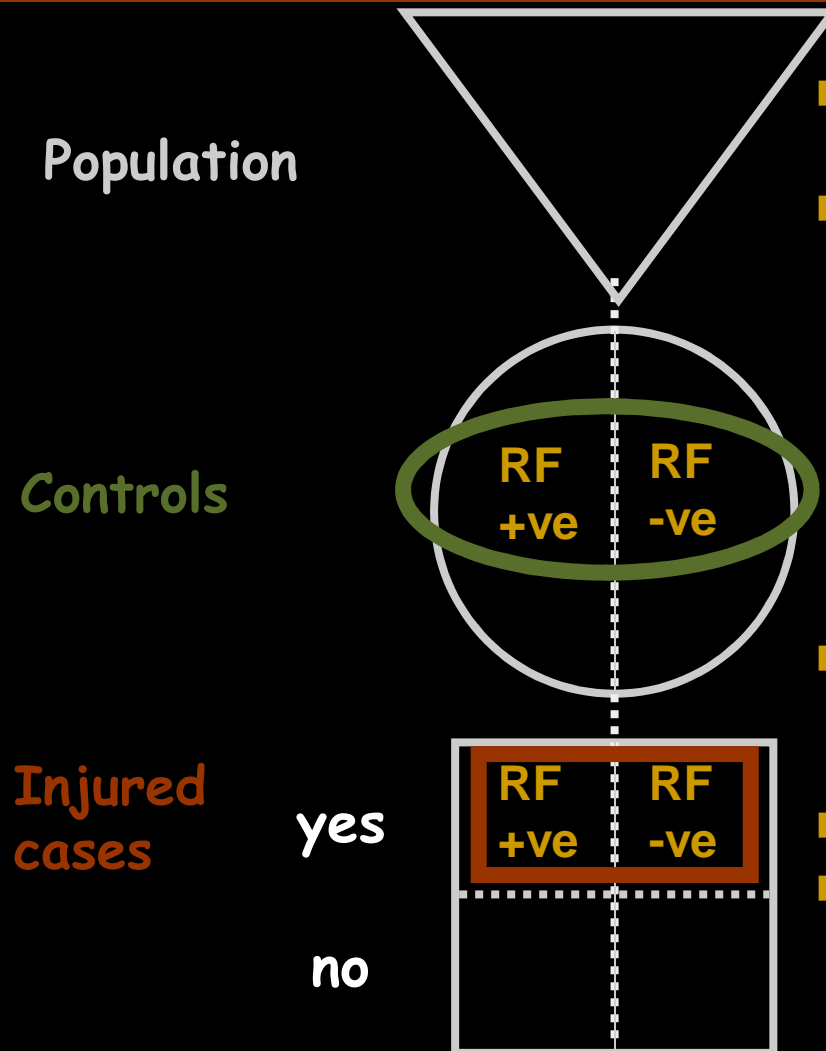 Population
Controls
RF
+ve
RF
-ve
Injured
cases
yes
no
RF
+ve
RF
-ve